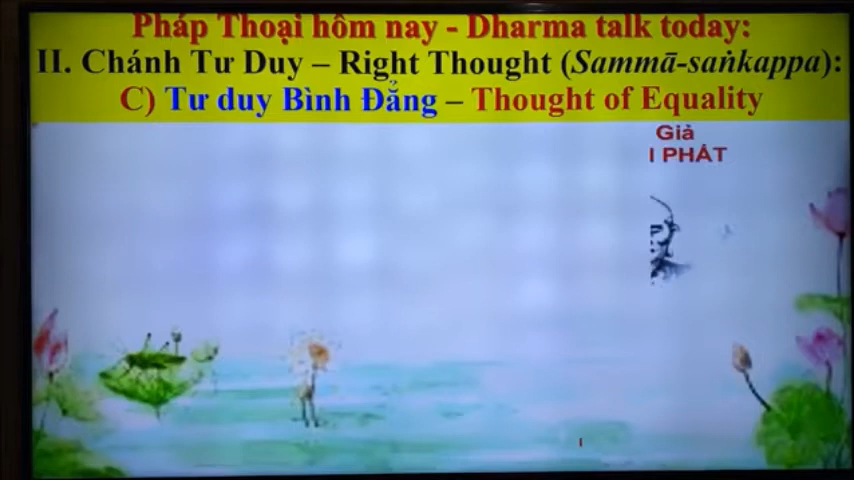 Pháp Thoại hôm nay - Dharma talk today:
II. Chánh Tư Duy – Right Thought (Sammā-saṅkappa):
C) Tư duy Bình Đẳng – Thought of Equality
Giả
PHẬT